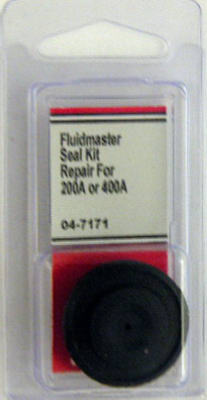 Fluidmaster
Seal Kit
Repair For
200A or 400A
04-7171